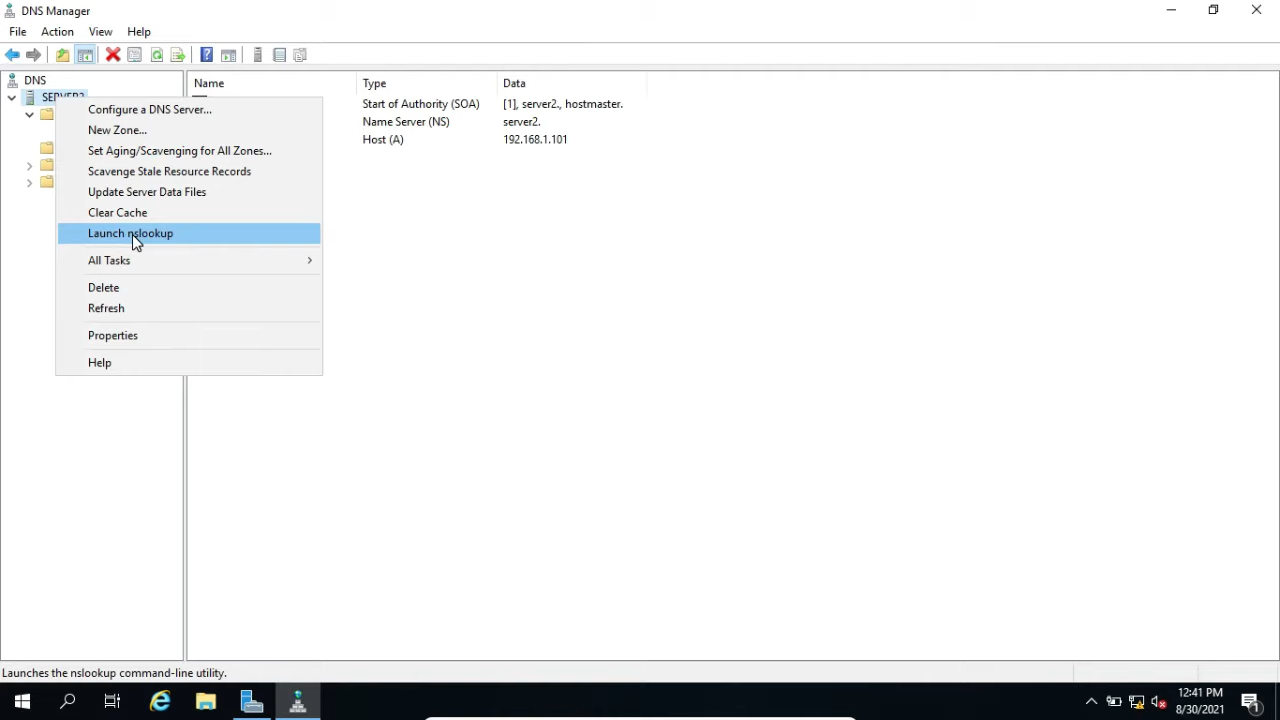 DNS Manager
File Action View Help
DNS
Name Type Data
Configure a DNS Server...
New Zone...
Set Aging/Scavenging for All Zones...
Scavenge Stale Resource Records
Update Server Data Files
Clear Cache
Launch nslookup
All Tasks
Delete
Refresh
Properties
Help
Start of Authority (SOA) [1], server2., hostmaster.
Name Server (NS) server2.
Host (A) 192.168.1.101
Launches the nslookup command-line utility.
12:41 PM
8/30/2021
1